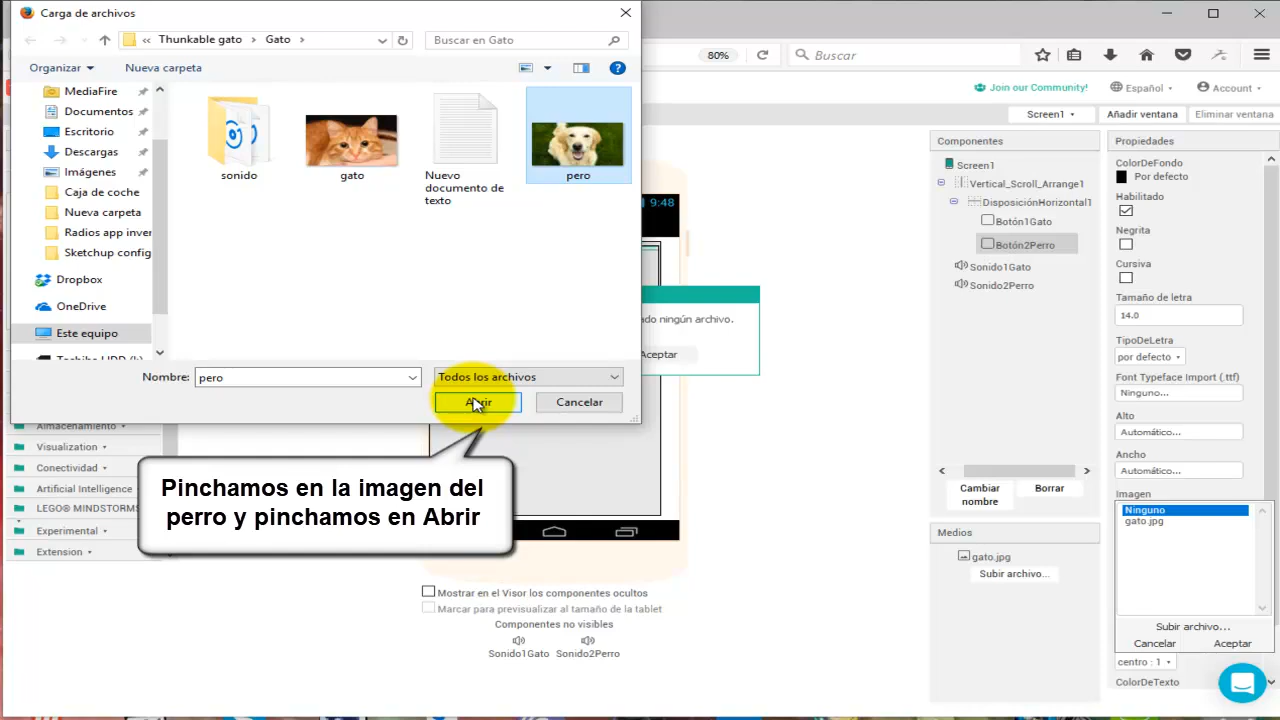 Carga de archivos
« Thunkable gato > Gato >
Buscar en Gato
Organizar
Nueva carpeta
MediaFire
Documentos
Escritorio
Descargas
Imágenes
Caja de coche
Nueva carpeta
Radios app inver
Sketchup config
Dropbox
OneDrive
Este equipo
sonido
gato
Nuevo
documento de
texto
pero
Nombre:
pero
Todos los archivos
Abrir
Cancelar
Pinchamos en la imagen del
perro y pinchamos en Abrir
80%
Buscar
Join our Community!
Español
Account
Screen1
Añadir ventana
Eliminar ventana
9:48
ado ningún archivo.
Aceptar
Almacenamiento
Visualization
Conectividad
Artificial Intelligence
LEGO® MINDSTORMS
Experimental
Extension
Mostrar en el Visor los componentes ocultos
Marcar para previsualizar al tamaño de la tablet
Componentes no visibles
Sonido1Gato Sonido2Perro
Componentes
Screen1
Vertical_Scroll_Arrange1
DisposiciónHorizontal1
Botón1Gato
Botón2Perro
Sonido1Gato
Sonido2Perro
Cambiar
nombre
Borrar
Medios
gato.jpg
Subir archivo...
Propiedades
ColorDeFondo
Por defecto
Habilitado
Negrita
Cursiva
Tamaño de letra
14.0
TipoDeLetra
por defecto
Font Typeface Import (.ttf)
Ninguno...
Alto
Automático...
Ancho
Automático...
Imagen
Ninguno
gato.jpg
Subir archivo...
Cancelar
Aceptar
centro : 1
ColorDeTexto